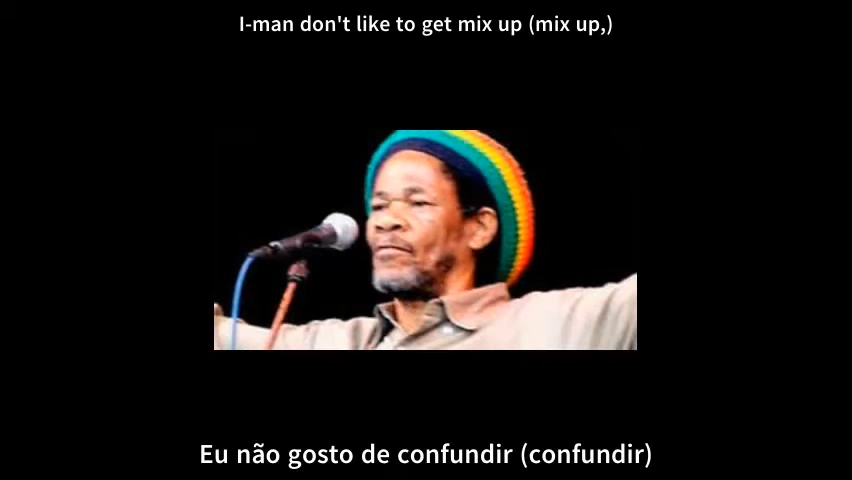 I-man don't like to get mix up (mix up,)
Eu não gosto de confundir (confundir)